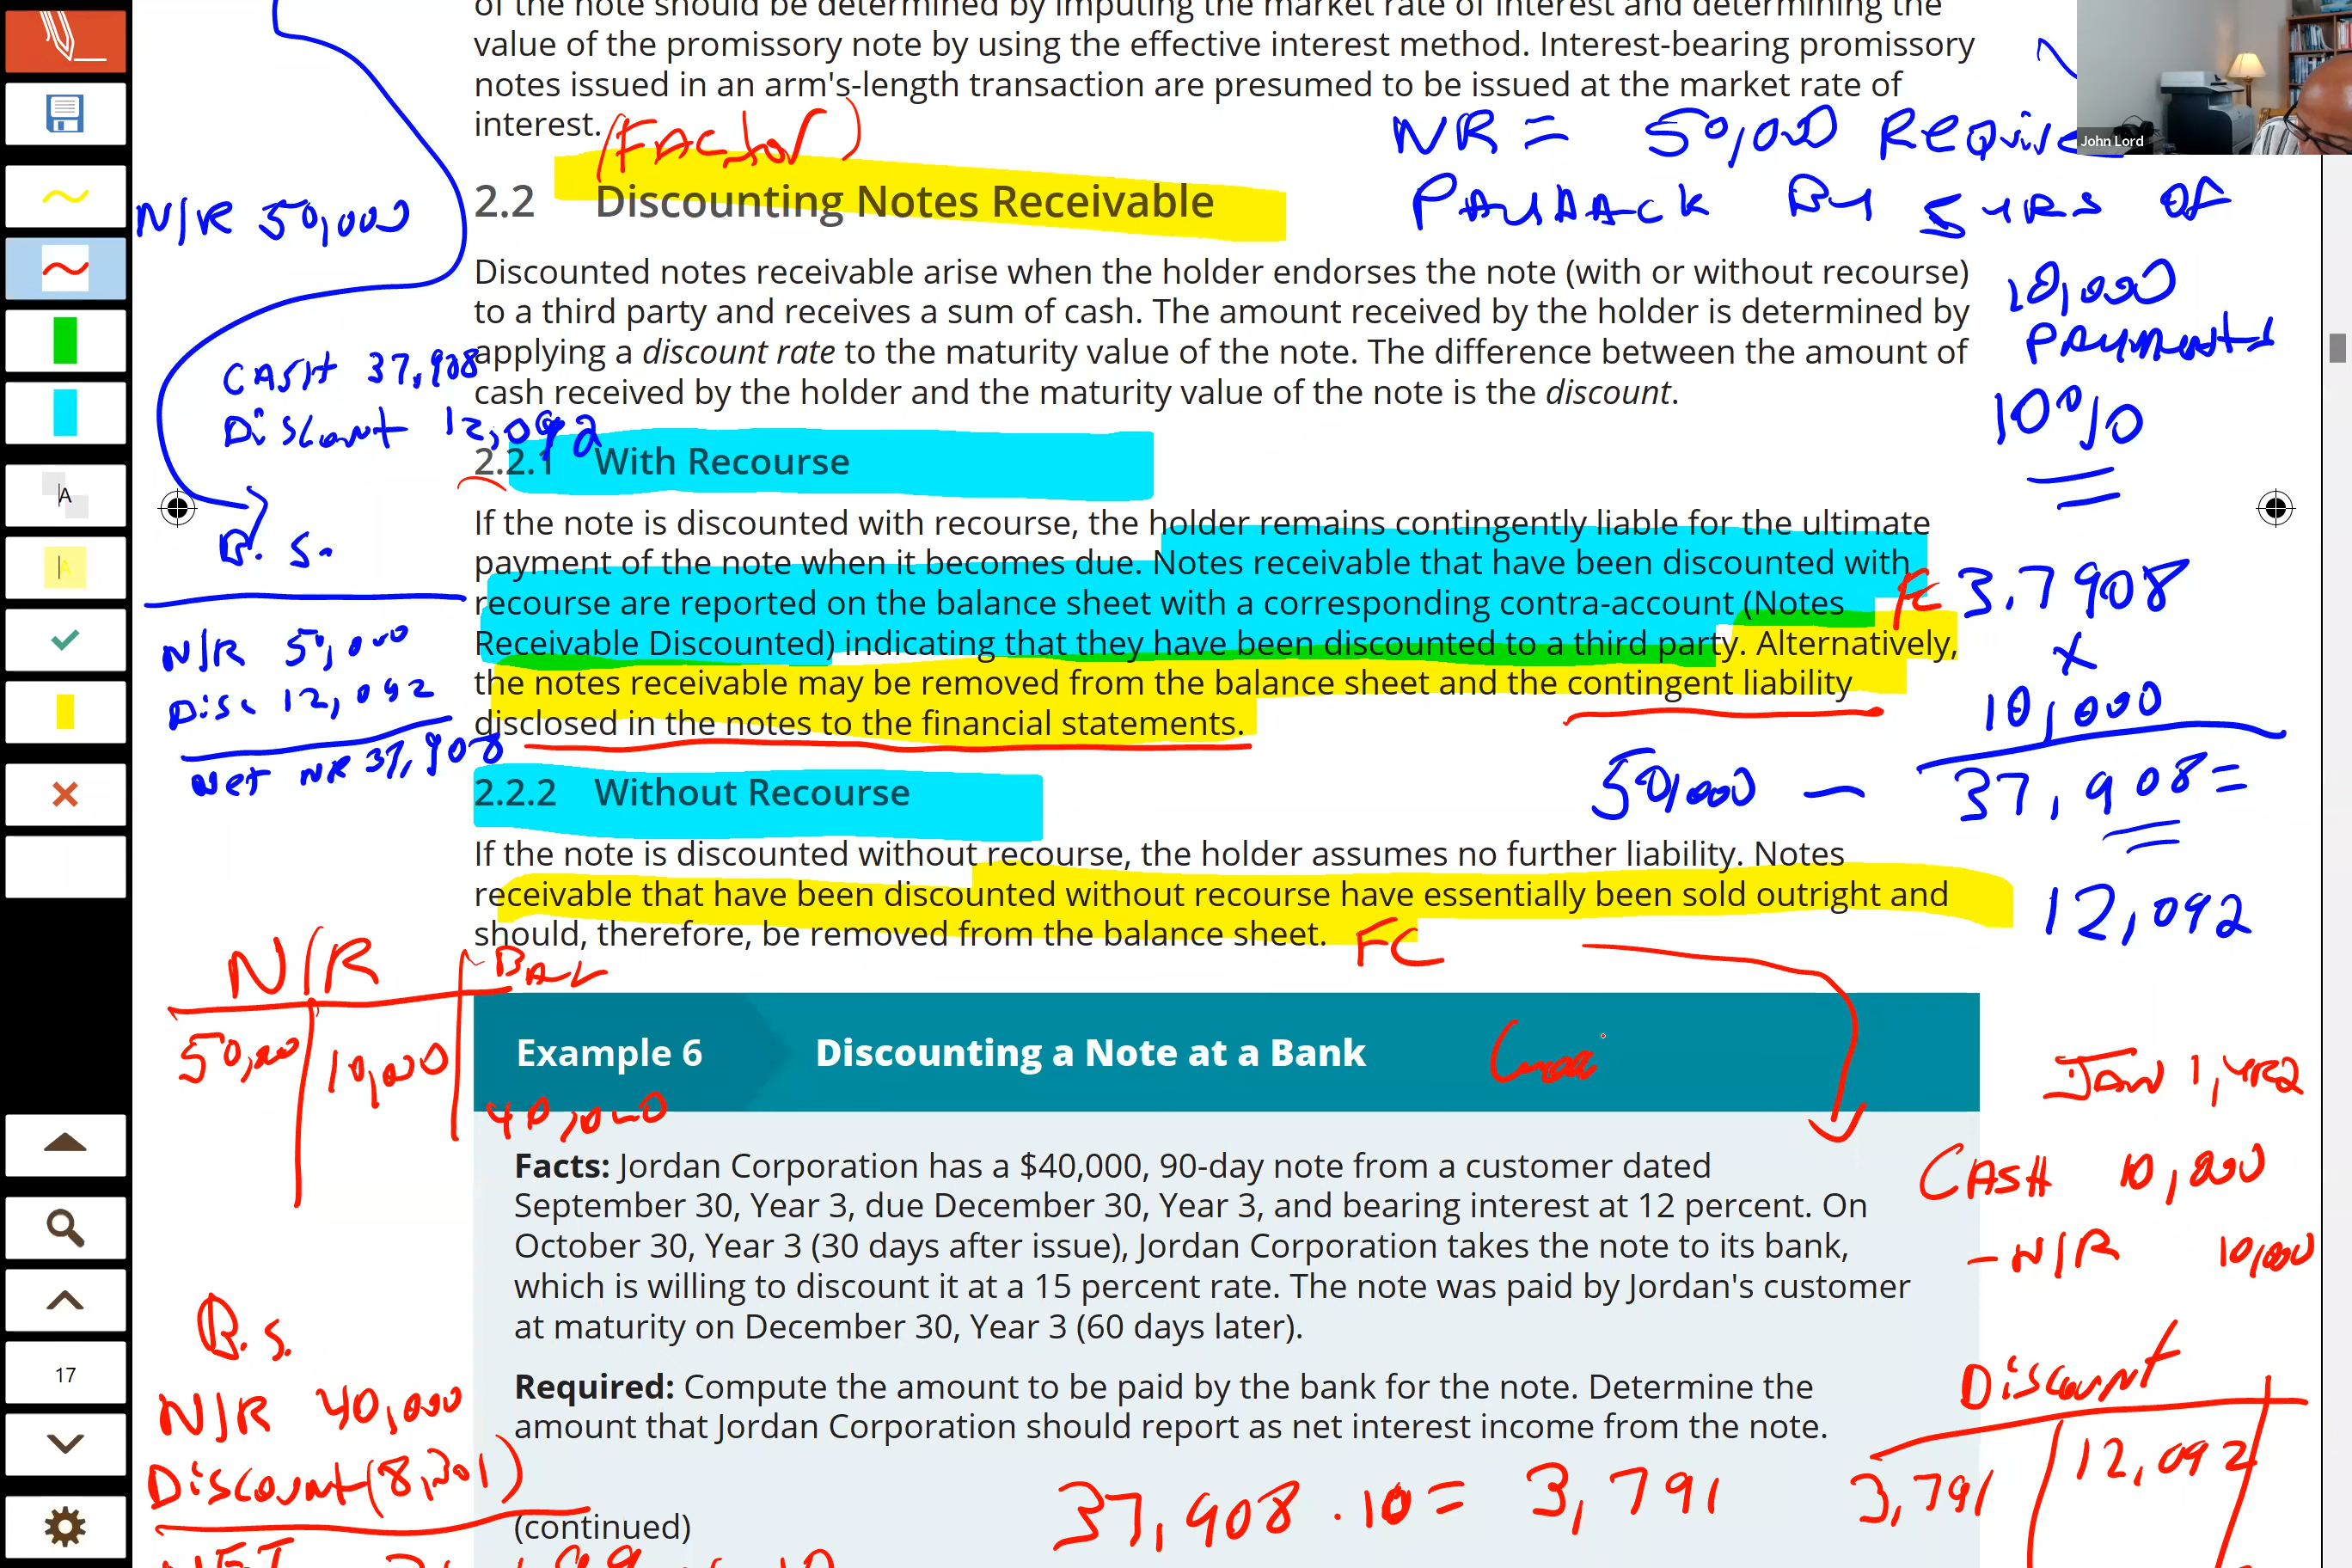 of the note should be determined by imputing the market rate of interest and determining the
value of the promissory note by using the effective interest method. Interest-bearing promissory
notes issued in an arm's-length transaction are presumed to be issued at the market rate of
interest.
(FACtor)
NR = 50,000 Require
PAYBACK BY 5 YRS OF
10,000
PAYments
10%
John Lord
N/R 50,000
2.2 Discounting Notes Receivable
Discounted notes receivable arise when the holder endorses the note (with or without recourse)
to a third party and receives a sum of cash. The amount received by the holder is determined by
applying a discount rate to the maturity value of the note. The difference between the amount of
cash received by the holder and the maturity value of the note is the discount.
CASH 37,908
Discount 12,092
2.2.1 With Recourse
If the note is discounted with recourse, the holder remains contingently liable for the ultimate
payment of the note when it becomes due. Notes receivable that have been discounted with
recourse are reported on the balance sheet with a corresponding contra-account (Notes
Receivable Discounted) indicating that they have been discounted to a third party. Alternatively,
the notes receivable may be removed from the balance sheet and the contingent liability
disclosed in the notes to the financial statements.
B. S.
N/R 50,000
Disc 12,092
Net NR 37,908
FC
3.7908
x
10,000
50,000 - 37,908 =
12,092
2.2.2 Without Recourse
If the note is discounted without recourse, the holder assumes no further liability. Notes
receivable that have been discounted without recourse have essentially been sold outright and
should, therefore, be removed from the balance sheet.
FC
N/R
BAL
50,000
10,000
40,000
Example 6 Discounting a Note at a Bank
Facts: Jordan Corporation has a $40,000, 90-day note from a customer dated
September 30, Year 3, due December 30, Year 3, and bearing interest at 12 percent. On
October 30, Year 3 (30 days after issue), Jordan Corporation takes the note to its bank,
which is willing to discount it at a 15 percent rate. The note was paid by Jordan's customer
at maturity on December 30, Year 3 (60 days later).
Required: Compute the amount to be paid by the bank for the note. Determine the
amount that Jordan Corporation should report as net interest income from the note.
(continued)
JAN 1, YR2
CASH 10,000
- N/R 10,000
Discount
12,092
3,791
37,908 .10 = 3,791
B. S.
N/R 40,000
Discount (8,301)
NET
17
A